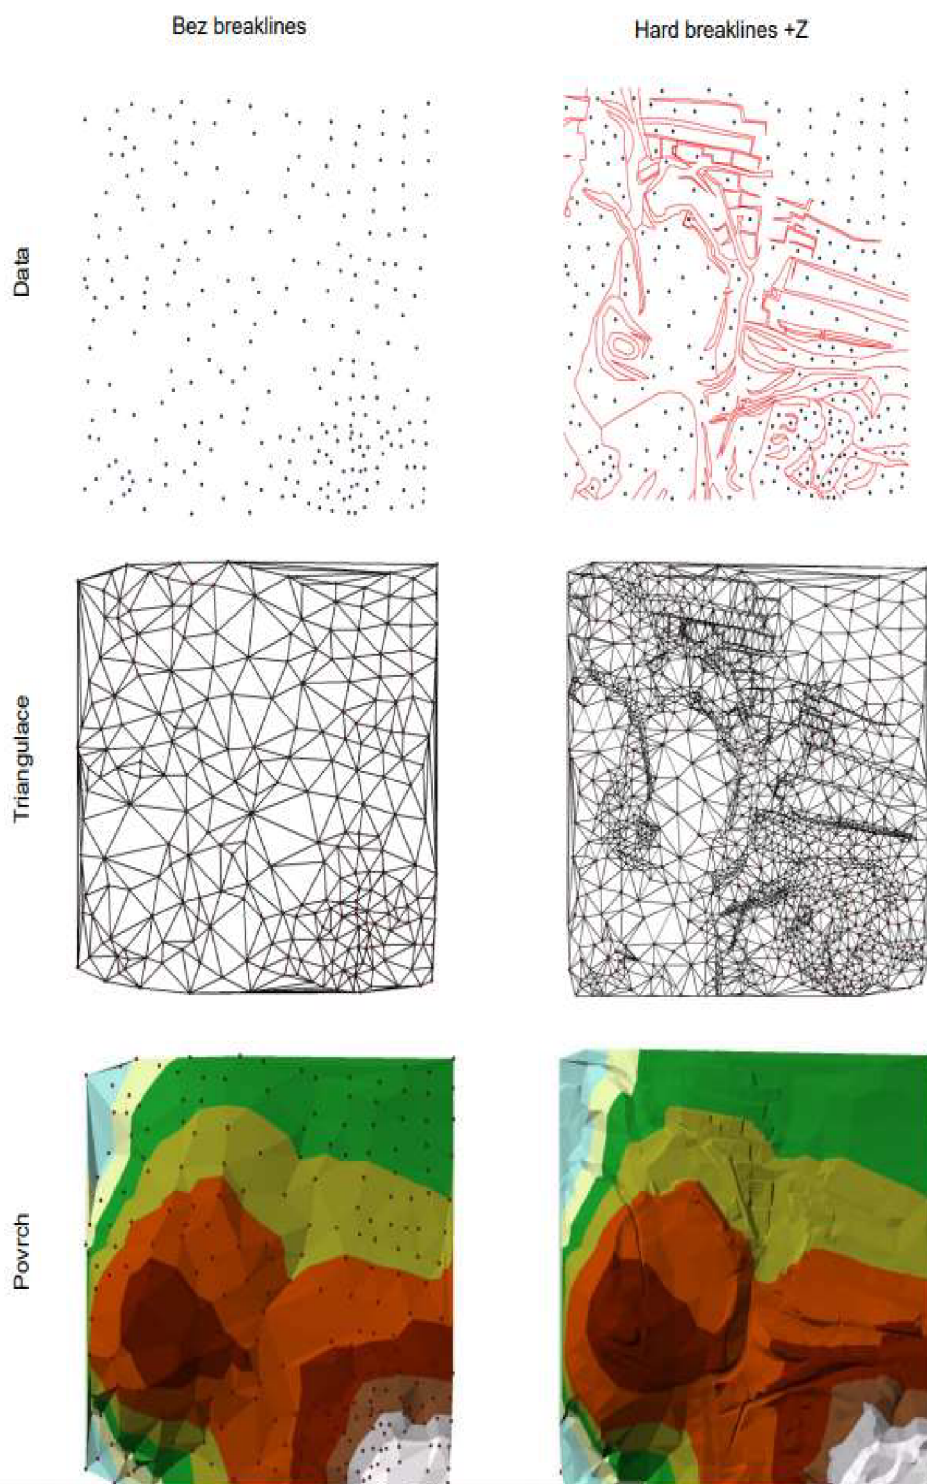 Bez breaklines
Hard breaklines +Z
Data
Triangulace
Povrch